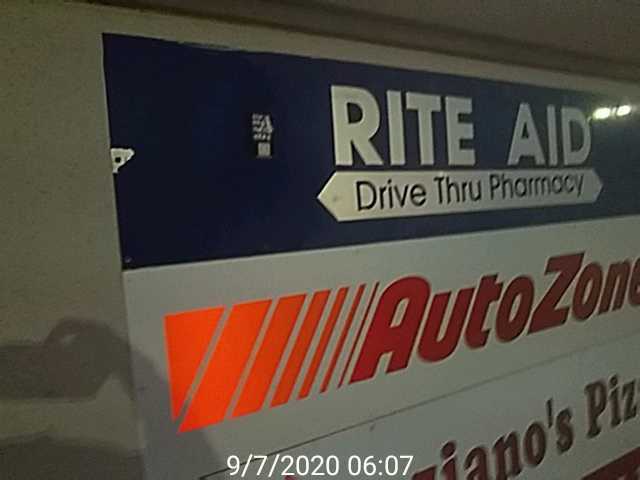 RITE AID
Drive Thru Pharmacy
AutoZone
9/7/2020 06:07